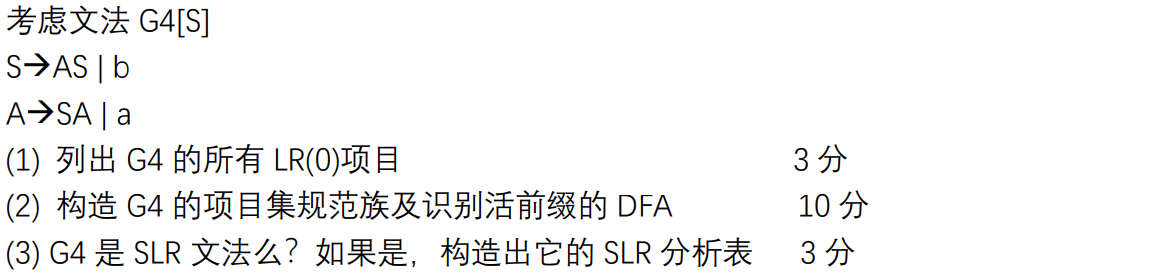 考虑文法 G4[S]
S→AS | b
A→SA | a
(1) 列出 G4 的所有 LR(0)项目 3 分
(2) 构造 G4 的项目集规范族及识别活前缀的 DFA 10 分
(3) G4 是 SLR 文法么？如果是，构造出它的 SLR 分析表 3 分